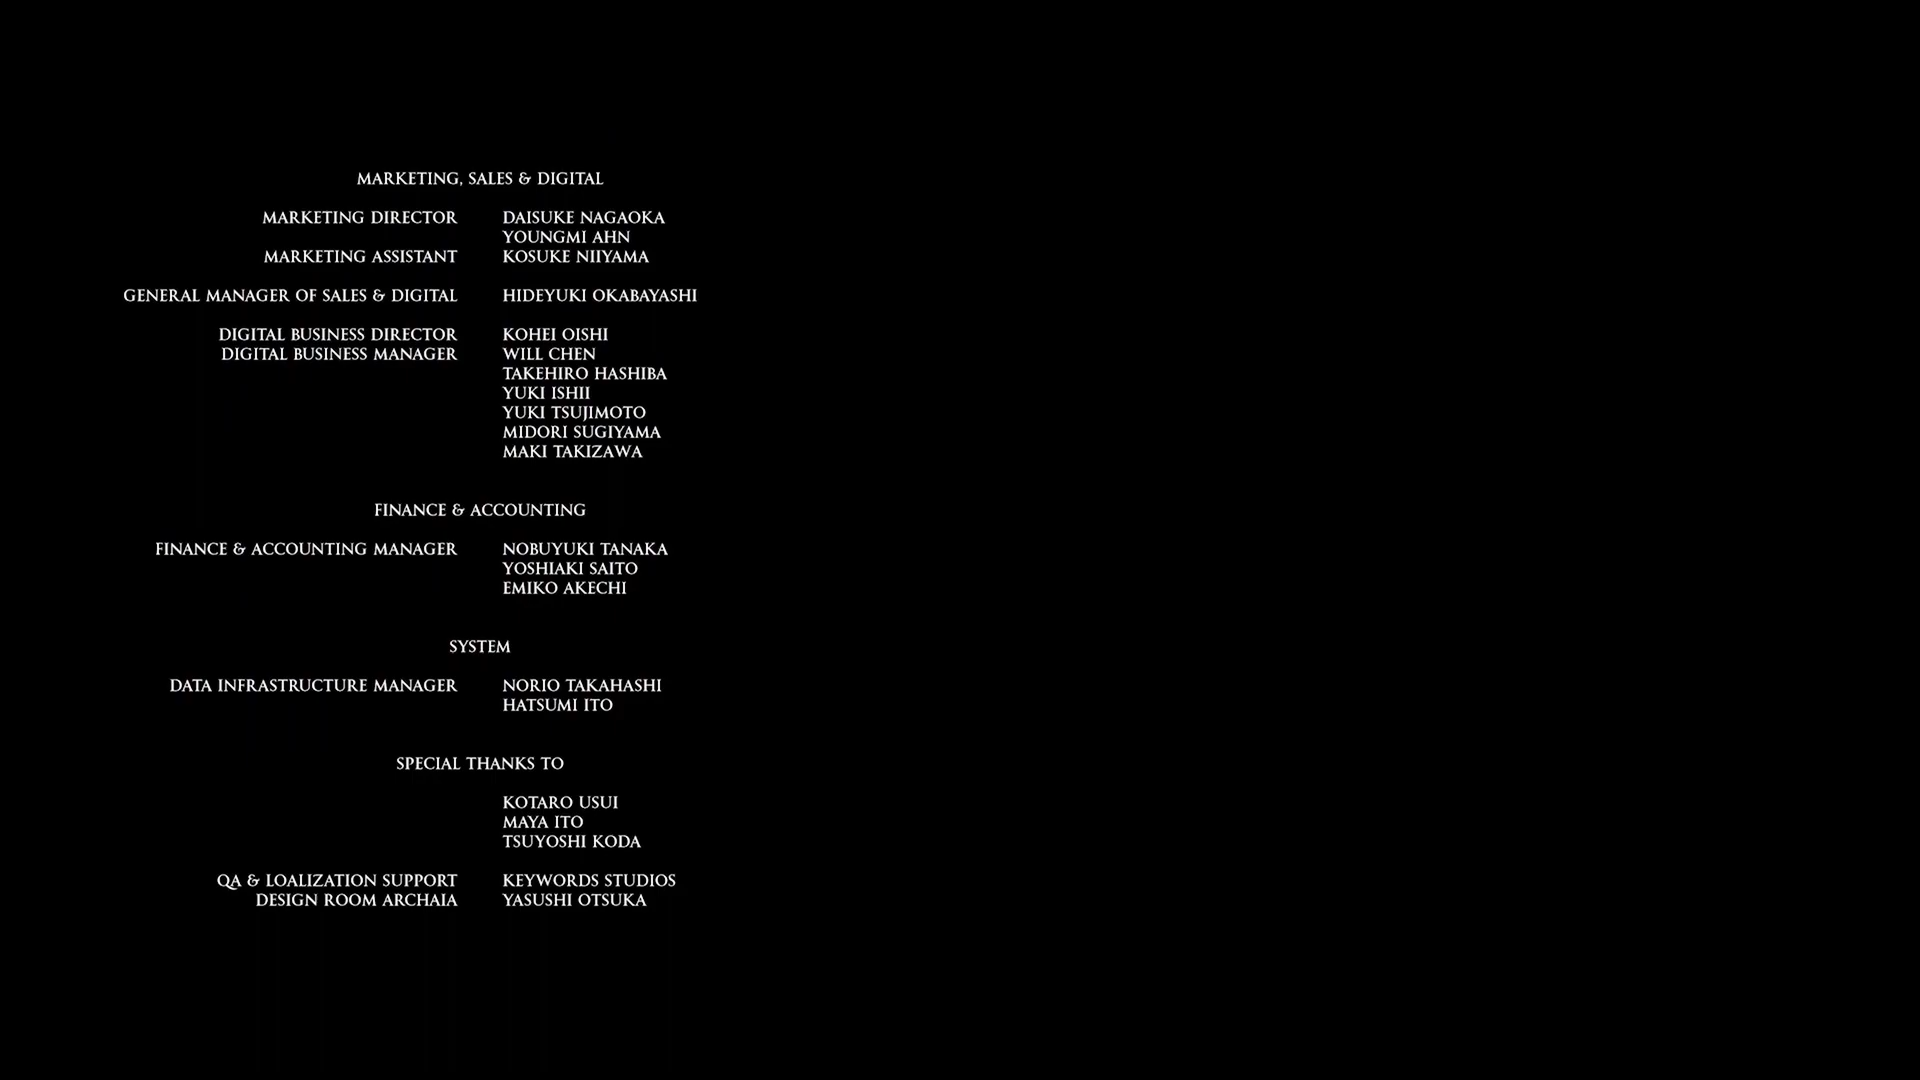 MARKETING, SALES & DIGITAL
MARKETING DIRECTOR DAISUKE NAGAOKA
YOUNGMI AHN
MARKETING ASSISTANT KOSUKE NIIYAMA
GENERAL MANAGER OF SALES & DIGITAL HIDEYUKI OKABAYASHI
DIGITAL BUSINESS DIRECTOR KOHEI OISHI
DIGITAL BUSINESS MANAGER WILL CHEN
TAKEHIRO HASHIBA
YUKI ISHII
YUKI TSUJIMOTO
MIDORI SUGIYAMA
MAKI TAKIZAWA
FINANCE & ACCOUNTING
FINANCE & ACCOUNTING MANAGER NOBUYUKI TANAKA
YOSHIAKI SAITO
EMIKO AKECHI
SYSTEM
DATA INFRASTRUCTURE MANAGER NORIO TAKAHASHI
HATSUMI ITO
SPECIAL THANKS TO
KOTARO USUI
MAYA ITO
TSUYOSHI KODA
QA & LOALIZATION SUPPORT KEYWORDS STUDIOS
DESIGN ROOM ARCHAIA YASUSHI OTSUKA